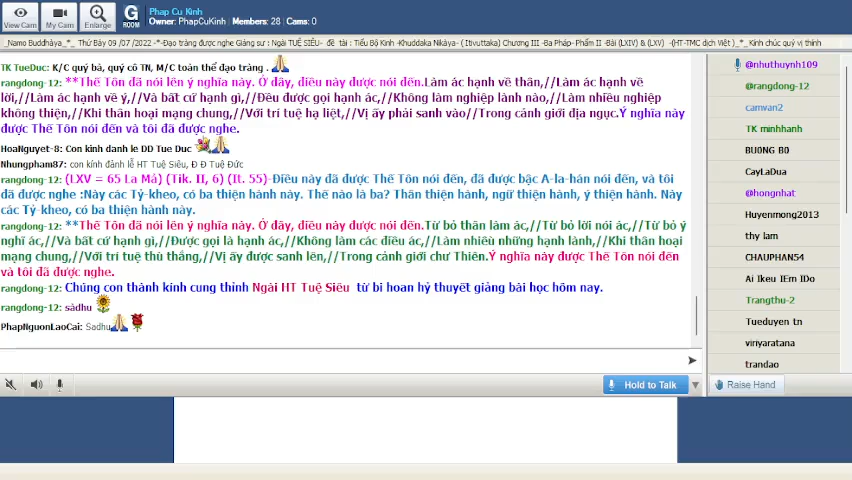 Phap Cu Kinh
Owner: PhapCuKinh | Members: 28 | Cams: 0
View Cam
My Cam
Enlarge
G
ROOM
_Namo Buddhāya_*_ Thứ Bảy 09 /07 /2022 -*-Đạo tràng được nghe Giảng sư : Ngài TUỆ SIÊU- đề tài : Tiểu Bộ Kinh -Khuddaka Nikāya- ( Itivuttaka) Chương III -Ba Pháp- Phẩm II -Bài (LXIV) & (LXV) -(HT-TMC dịch Việt )_*_ Kính chúc quý vị thính
TK TueDuc: K/C quý bà, quý cô TN, M/C toàn thể đạo tràng .
rangdong-12: **Thế Tôn đã nói lên ý nghĩa này. Ở đây, điều này được nói đến.Làm ác hạnh về thân,//Làm ác hạnh về
lời,//Làm ác hạnh về ý,//Và bất cứ hạnh gì,//Đều được gọi hạnh ác,//Không làm nghiệp lành nào,//Làm nhiều nghiệp
không thiện,//Khi thân hoại mạng chung,//Với trí tuệ hạ liệt,//Vị ấy phải sanh vào//Trong cảnh giới địa ngục.Ý nghĩa này
được Thế Tôn nói đến và tôi đã được nghe.
HoaNguyet-8: Con kinh danh le DD Tue Duc
Nhungpham87: con kính đảnh lễ HT Tuệ Siêu, Đ Đ Tuệ Đức
rangdong-12: (LXV = 65 La Mả) (Tik. II, 6) (It. 55)-Điều này đã được Thế Tôn nói đến, đã được bậc A-la-hán nói đến, và tôi
đã được nghe :Này các Tỷ-kheo, có ba thiện hành này. Thế nào là ba? Thân thiện hành, ngữ thiện hành, ý thiện hành. Này
các Tỷ-kheo, có ba thiện hành này.
rangdong-12: **Thế Tôn đã nói lên ý nghĩa này. Ở đây, điều này được nói đến.Từ bỏ thân làm ác,//Từ bỏ lời nói ác,//Từ bỏ ý
nghĩ ác,//Và bất cứ hạnh gì,//Được gọi là hạnh ác,//Không làm các điều ác,//Làm nhiều những hạnh lành,//Khi thân hoại
mạng chung,//Với trí tuệ thù thắng,//Vị ấy được sanh lên,//Trong cảnh giới chư Thiên.Ý nghĩa này được Thế Tôn nói đến
và tôi đã được nghe.
rangdong-12: Chúng con thành kính cung thỉnh Ngài HT Tuệ Siêu từ bi hoan hỷ thuyết giảng bài học hôm nay.
rangdong-12: sàdhu
PhapNguonLaoCai: Sadhu
@nhuthuynh109
@rangdong-12
camvan2
TK minhhanh
BUÔNG BỎ
CayLaDua
@hongnhat
Huyenmong2013
thy lam
CHAUPHAN54
Ai Ikeu IEm IDo
Trangthu-2
Tueduyen tn
viriyaratana
trandao
Hold to Talk
Raise Hand